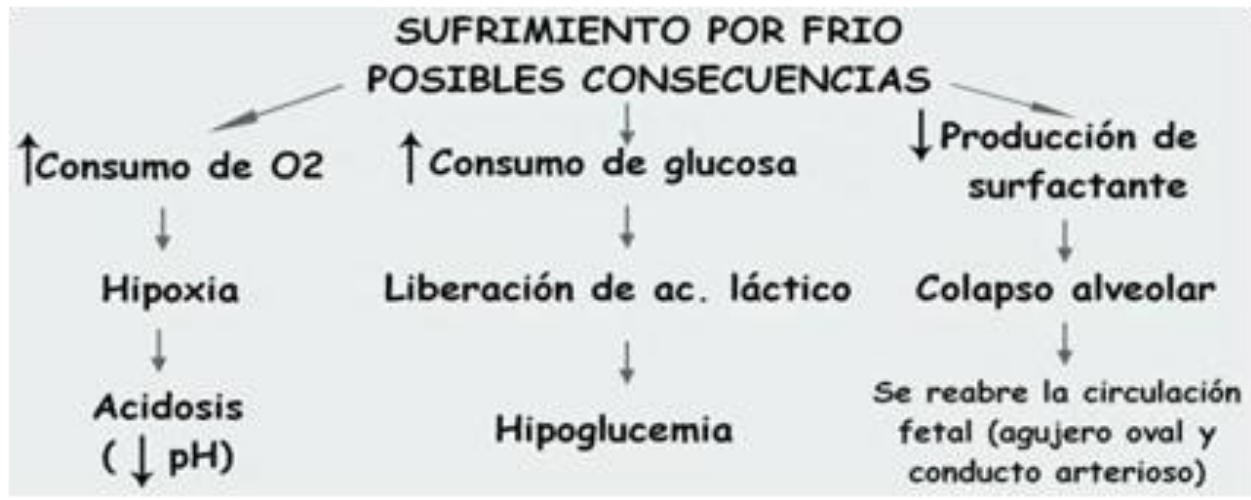 SUFRIMIENTO POR FRIO
POSIBLES CONSECUENCIAS
↑Consumo de O2
Hipoxia
Acidosis
(↓ pH)
↑ Consumo de glucosa
Liberación de ac. láctico
Hipoglucemia
↓Producción de
surfactante
Colapso alveolar
Se reabre la circulación
fetal (agujero oval y
conducto arterioso)